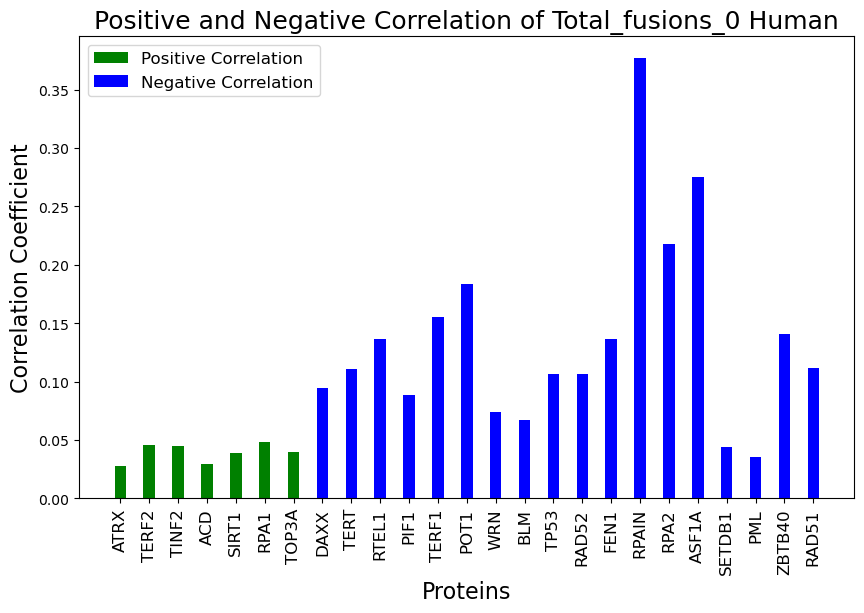 Positive and Negative Correlation of Total_fusions_0 Human
Positive Correlation
Negative Correlation
Correlation Coefficient
0.35
0.30
0.25
0.20
0.15
0.10
0.05
0.00
ATRX
TERF2
TINF2
ACD
SIRT1
RPA1
TOP3A
DAXX
TERT
RTEL1
PIF1
TERF1
POT1
WRN
BLM
TP53
RAD52
FEN1
RPAIN
RPA2
ASF1A
SETDB1
PML
ZBTB40
RAD51
Proteins